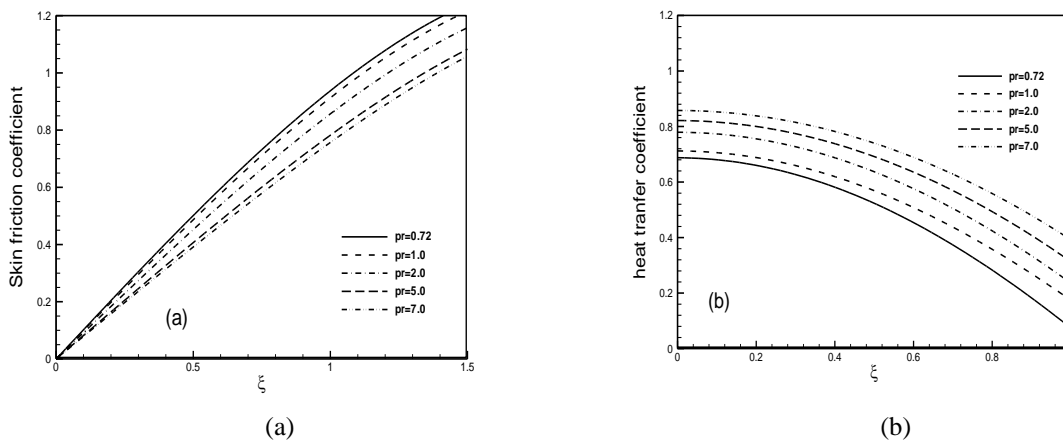 Skin friction coefficient
1.2
1
0.8
0.6
0.4
0.2
0
0
0.5
1
1.5
ξ
pr=0.72
pr=1.0
pr=2.0
pr=5.0
pr=7.0
(a)
(a)
heat tranfer coefficient
1.2
1
0.8
0.6
0.4
0.2
0
0
0.2
0.4
0.6
0.8
ξ
pr=0.72
pr=1.0
pr=2.0
pr=5.0
pr=7.0
(b)
(b)